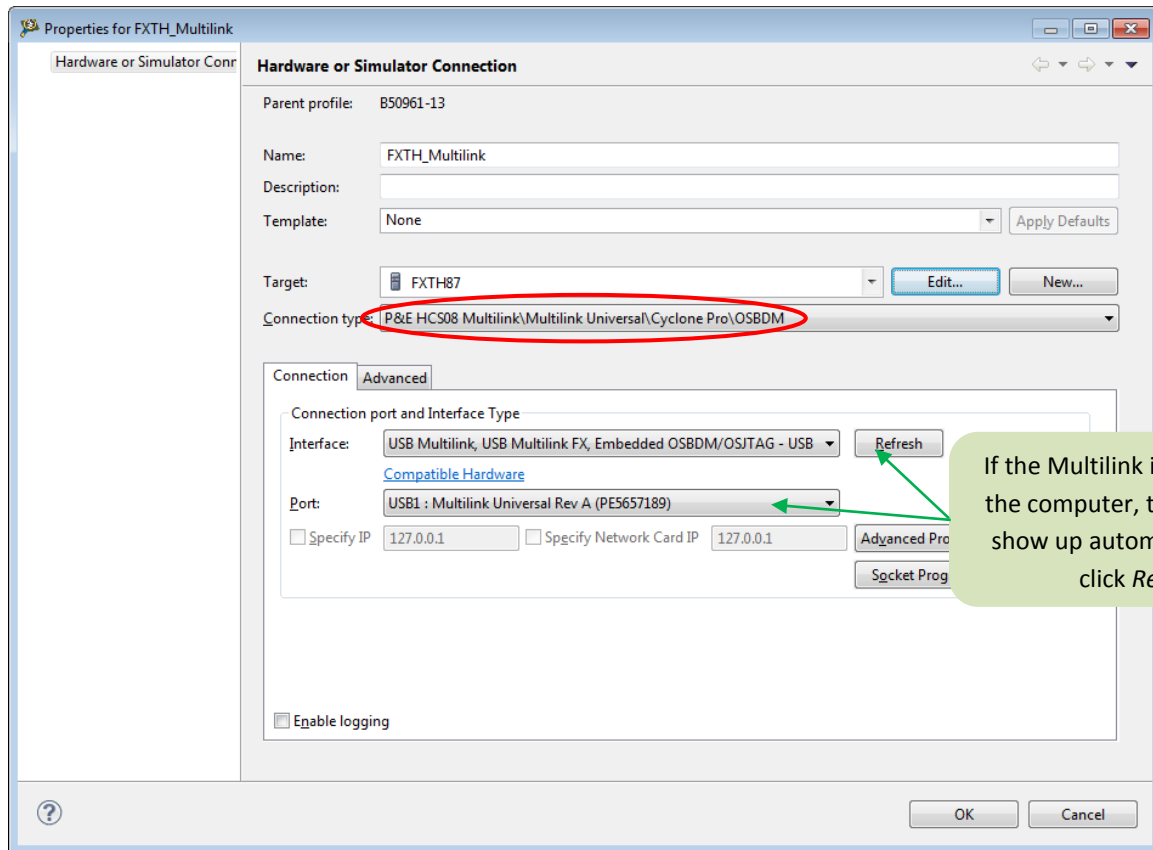 Properties for FXTH_Multilink
Hardware or Simulator Conn
Hardware or Simulator Connection
Parent profile: B50961-13
Name: FXTH_Multilink
Description:
Template: None Apply Defaults
Target: FXTH87 Edit... New...
Connection type: P&E HCS08 Multilink\Multilink Universal\Cyclone Pro\OSBDM
Connection Advanced
Connection port and Interface Type
Interface: USB Multilink, USB Multilink FX, Embedded OSBDM/OSJTAG - USB Refresh
Compatible Hardware
Port: USB1 : Multilink Universal Rev A (PE5657189)
Specify IP 127.0.0.1 Specify Network Card IP 127.0.0.1 Advanced Pro
Socket Prog
If the Multilink i
the computer, t
show up autom
click Re
Enable logging
OK Cancel